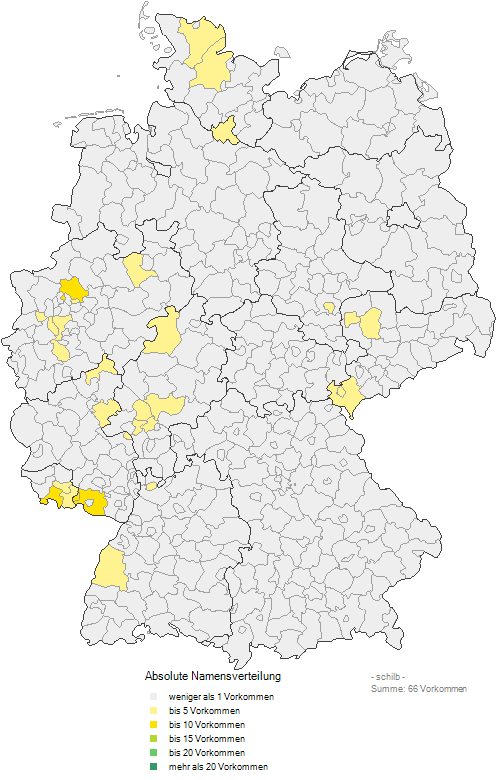 Absolute Namensverteilung
- schilb -
Summe: 66 Vorkommen
weniger als 1 Vorkommen
bis 5 Vorkommen
bis 10 Vorkommen
bis 15 Vorkommen
bis 20 Vorkommen
mehr als 20 Vorkommen